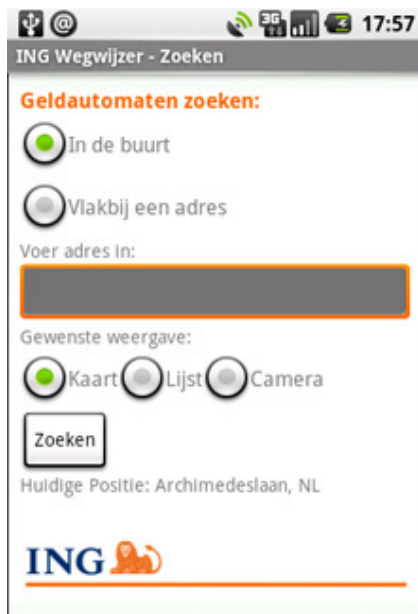 3G
17:57
ING Wegwijzer - Zoeken
Geldautomaten zoeken:
In de buurt
Vlakbij een adres
Voer adres in:
Gewenste weergave:
Kaart Lijst Camera
Zoeken
Huidige Positie: Archimedeslaan, NL
ING